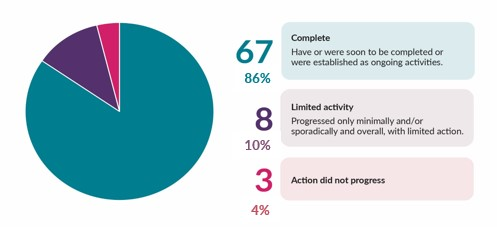 67
86%
Complete
Have or were soon to be completed or
were established as ongoing activities.
8
10%
Limited activity
Progressed only minimally and/or
sporadically and overall, with limited action.
3
4%
Action did not progress